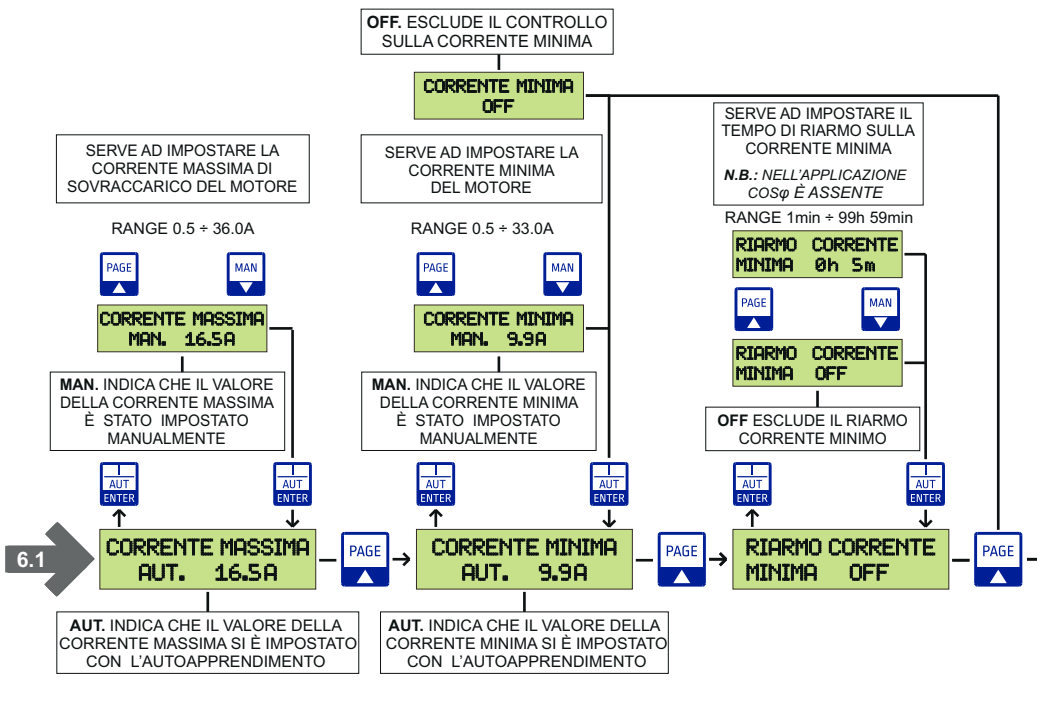 OFF. ESCLUDE IL CONTROLLO
SULLA CORRENTE MINIMA
CORRENTE MINIMA
OFF
SERVE AD IMPOSTARE LA
CORRENTE MASSIMA DI
SOVRACCARICO DEL MOTORE
RANGE 0.5 ÷ 36.0A
PAGE
MAN
CORRENTE MASSIMA
MAN. 16.5A
MAN. INDICA CHE IL VALORE
DELLA CORRENTE MASSIMA
È STATO IMPOSTATO
MANUALMENTE
AUT
ENTER
AUT
ENTER
6.1
CORRENTE MASSIMA
AUT. 16.5A
AUT. INDICA CHE IL VALORE DELLA
CORRENTE MASSIMA SI È IMPOSTATO
CON L'AUTOAPPRENDIMENTO
PAGE
SERVE AD IMPOSTARE LA
CORRENTE MINIMA
DEL MOTORE
RANGE 0.5 ÷ 33.0A
PAGE
MAN
CORRENTE MINIMA
MAN. 9.9A
MAN. INDICA CHE IL VALORE
DELLA CORRENTE MINIMA
È STATO IMPOSTATO
MANUALMENTE
AUT
ENTER
AUT
ENTER
CORRENTE MINIMA
AUT. 9.9A
AUT. INDICA CHE IL VALORE DELLA
CORRENTE MINIMA SI È IMPOSTATO
CON L'AUTOAPPRENDIMENTO
PAGE
SERVE AD IMPOSTARE IL
TEMPO DI RIARMO SULLA
CORRENTE MINIMA
N.B.: NELL'APPLICAZIONE
COSφ È ASSENTE
RANGE 1min ÷ 99h 59min
RIARMO CORRENTE
MINIMA 0h 5m
PAGE
MAN
RIARMO CORRENTE
MINIMA OFF
OFF ESCLUDE IL RIARMO
CORRENTE MINIMO
AUT
ENTER
AUT
ENTER
RIARMO CORRENTE
MINIMA OFF
PAGE